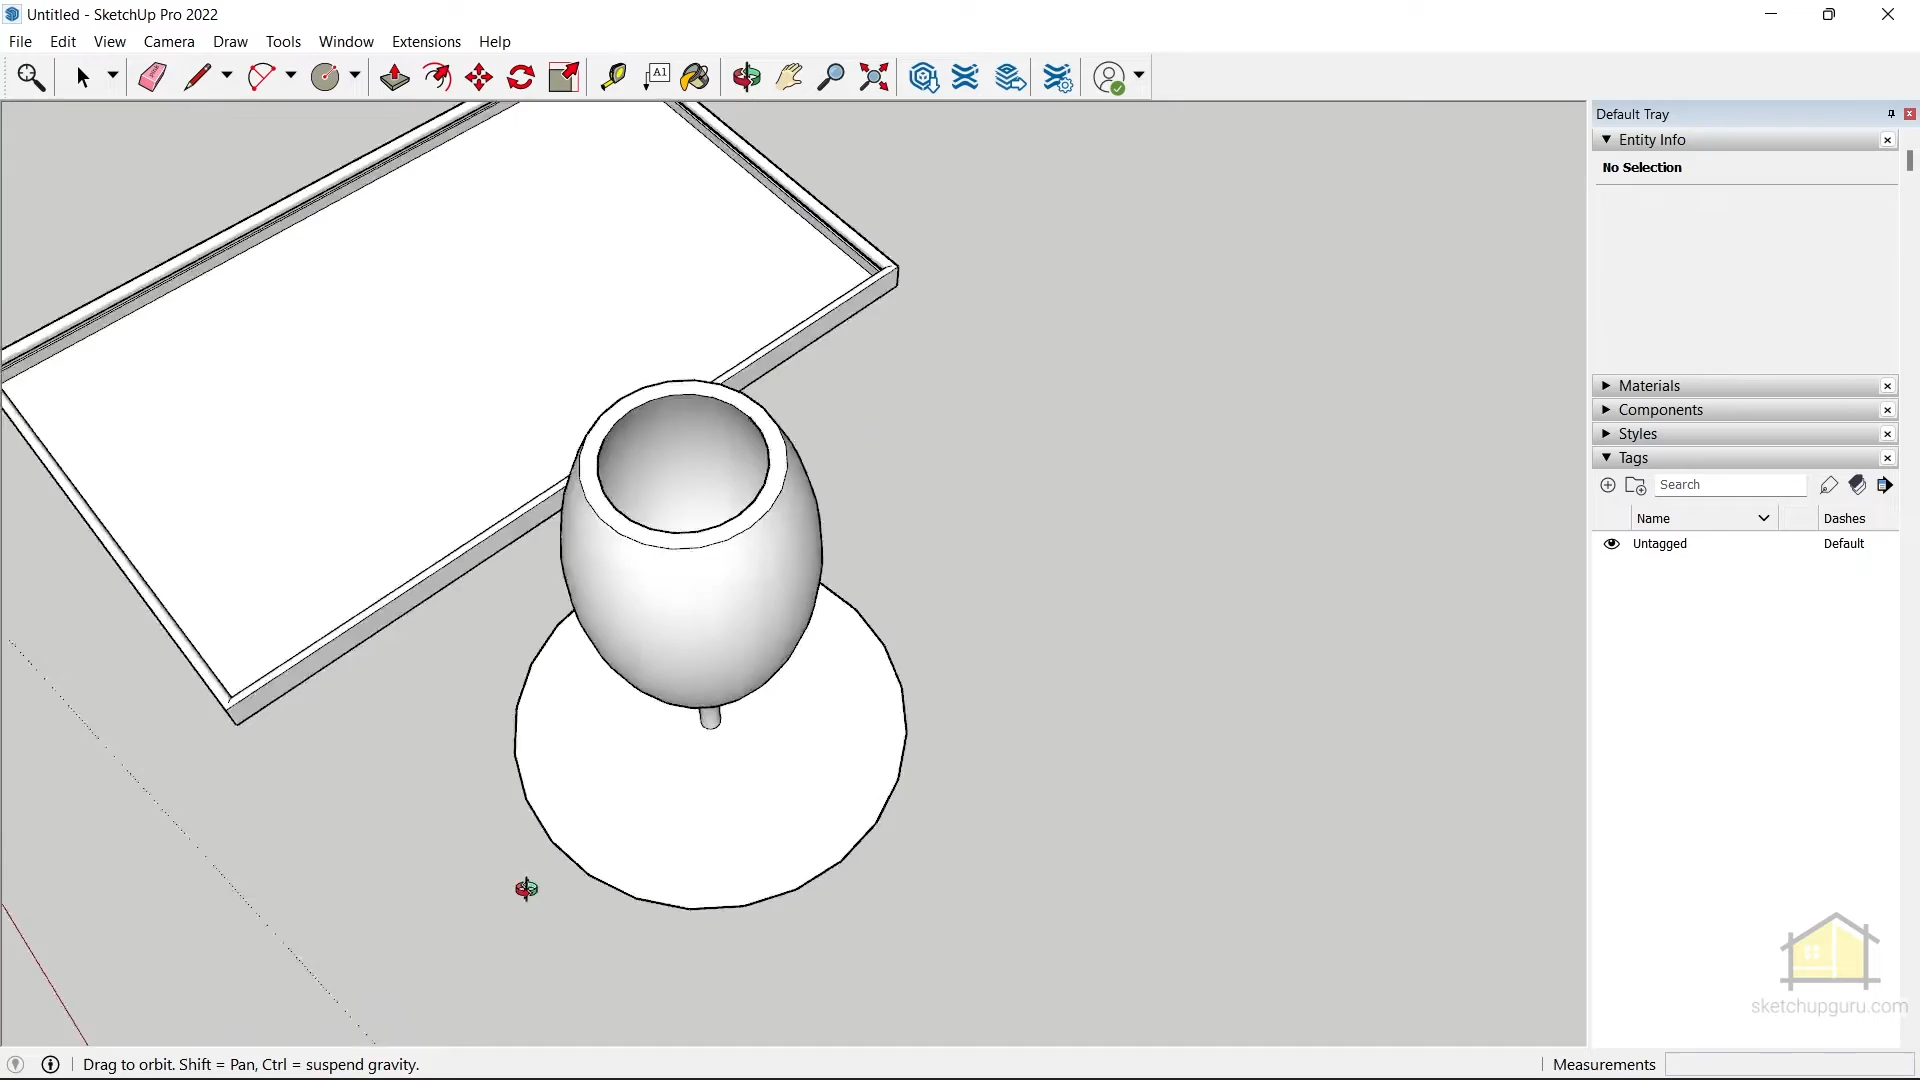 Untitled - SketchUp Pro 2022
File Edit View Camera Draw Tools Window Extensions Help
A1
Default Tray
Entity Info
No Selection
Materials
Components
Styles
Tags
Search
Name Dashes
Untagged Default
sketchupguru.com
Drag to orbit. Shift = Pan, Ctrl = suspend gravity. Measurements